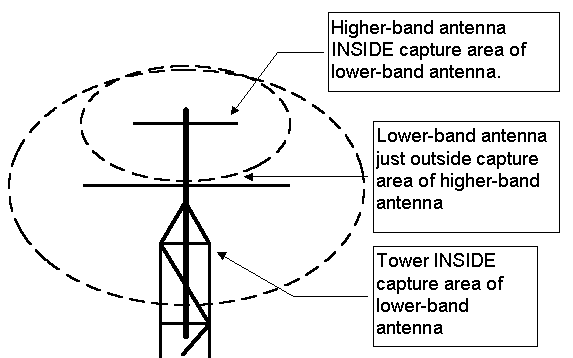 Higher-band antenna
INSIDE capture area of
lower-band antenna.
Lower-band antenna
just outside capture
area of higher-band
antenna
Tower INSIDE
capture area of
lower-band
antenna